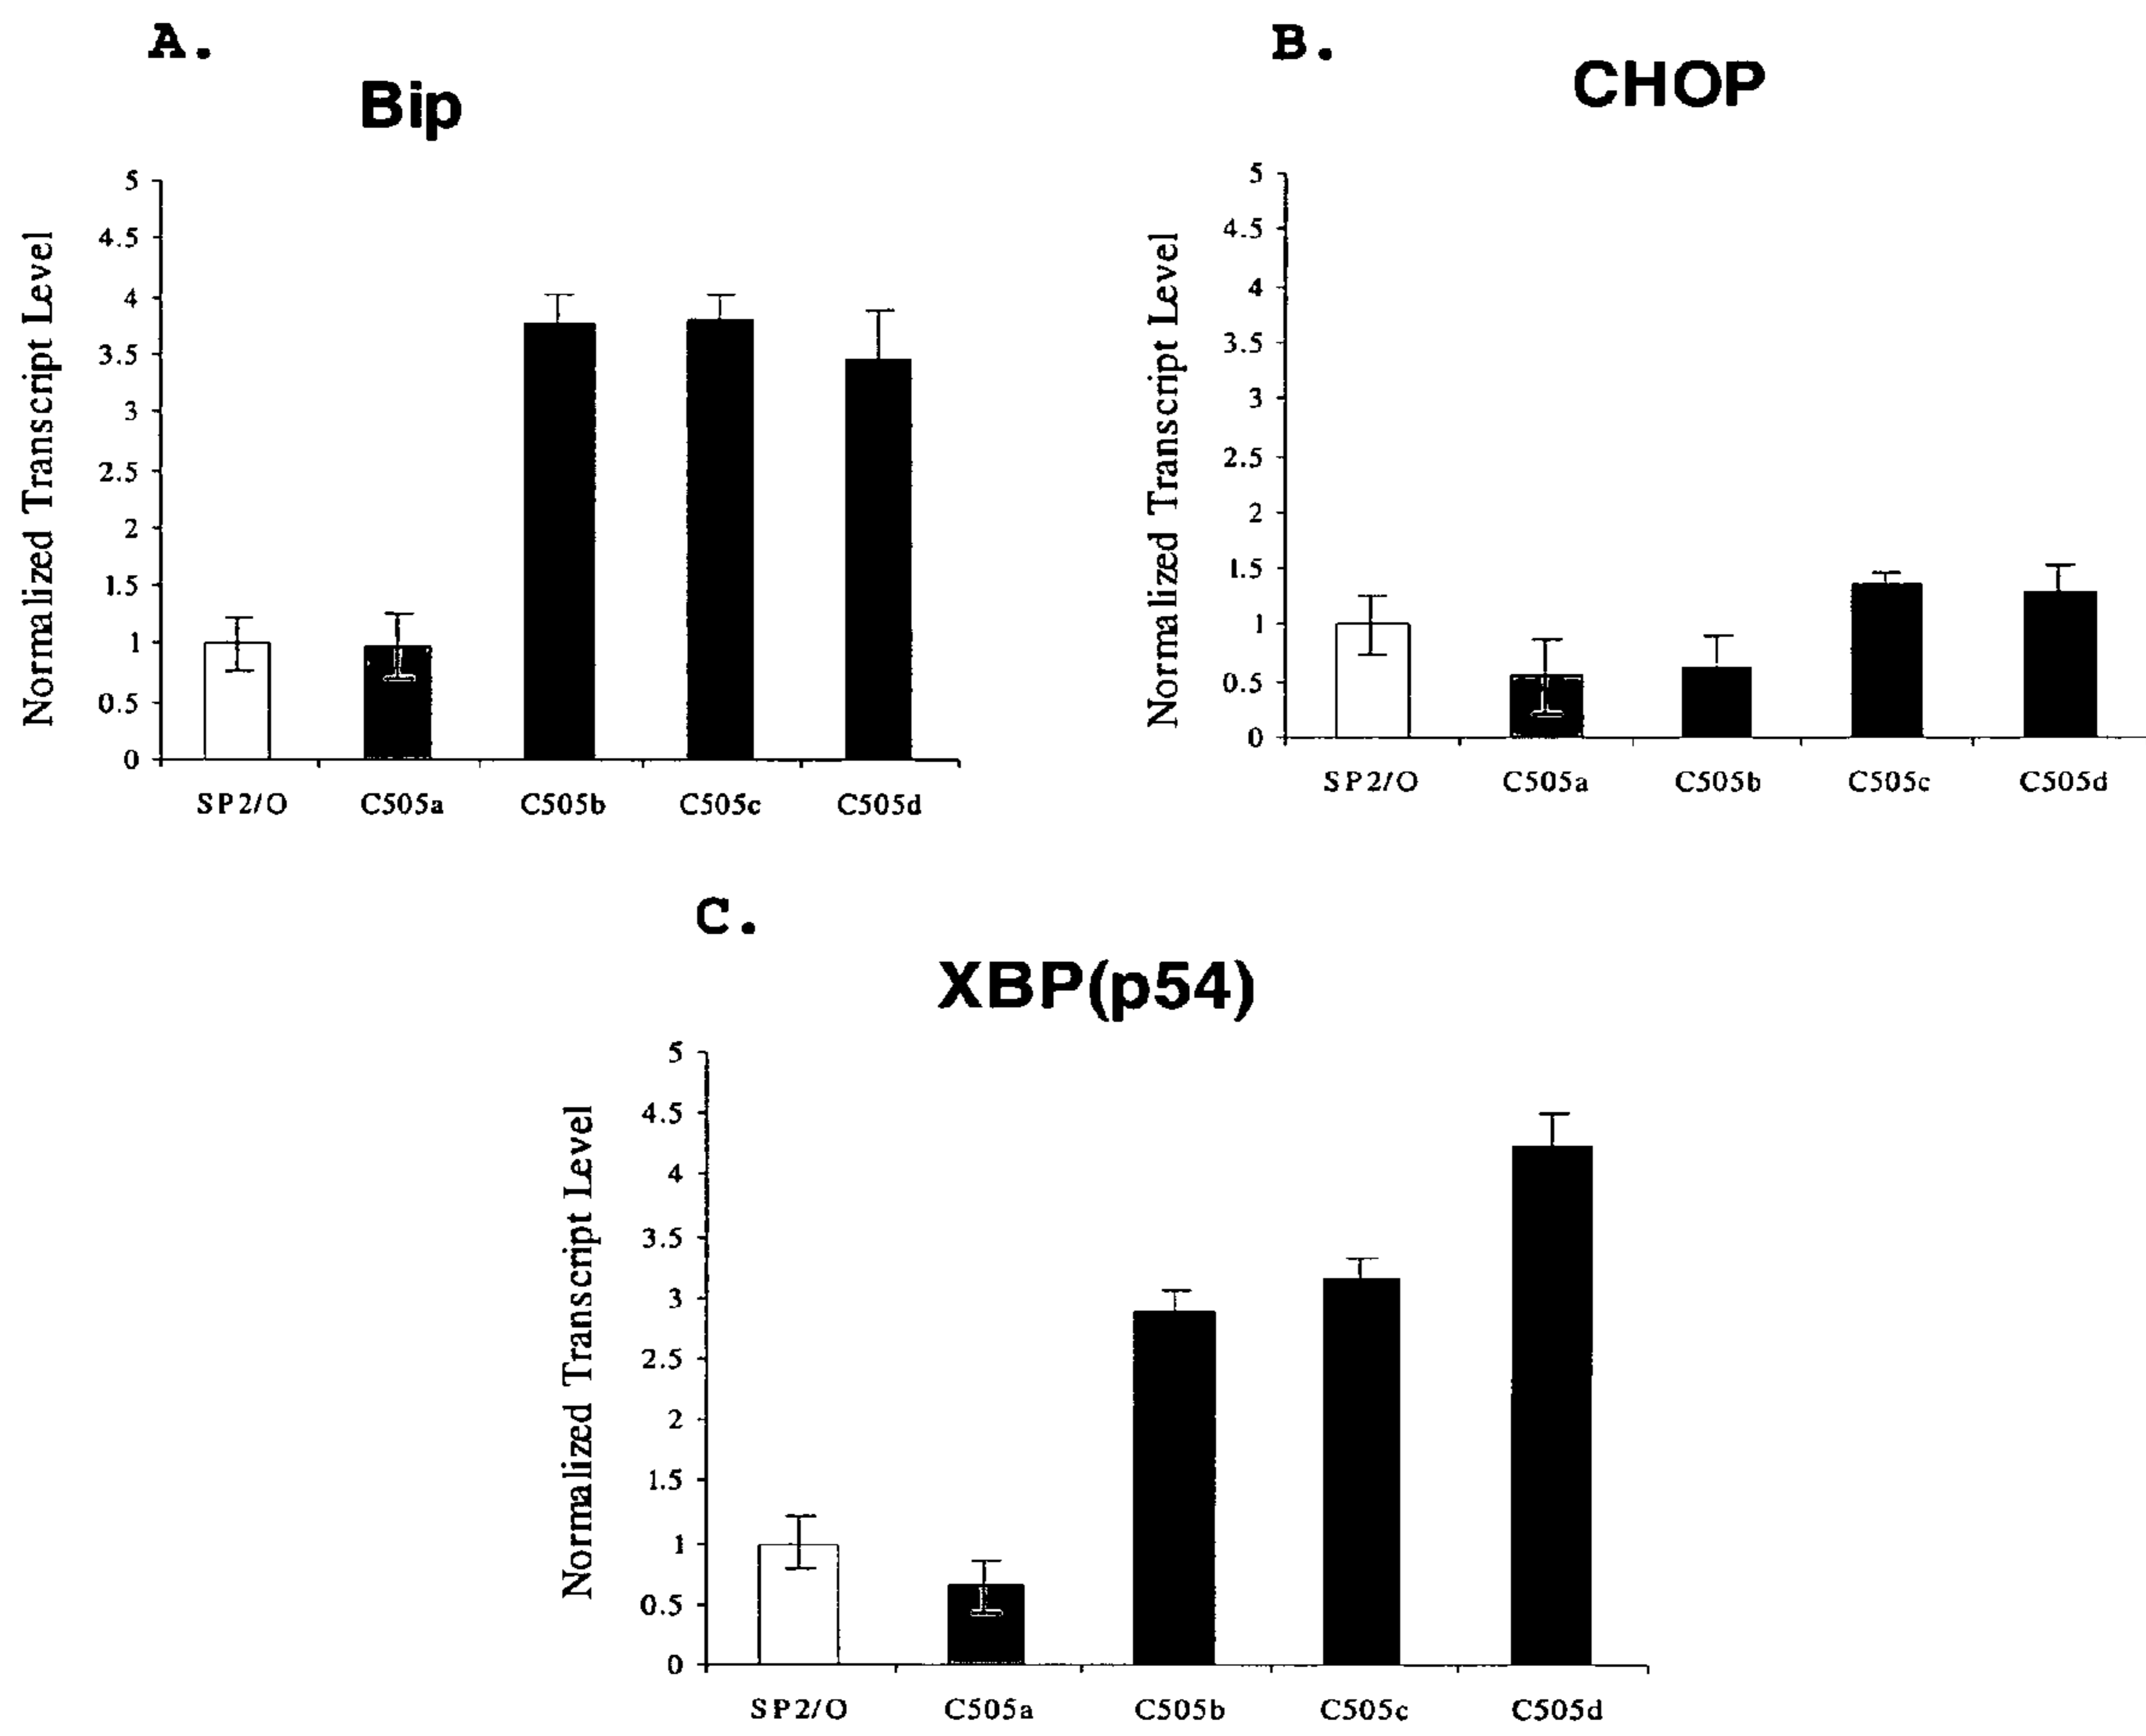 A.
Bip
Normalized Transcript Level
5
4.5
4
3.5
3
2.5
2
1.5
1
0.5
0
SP2/O C505a C505b C505c C505d
B.
CHOP
Normalized Transcript Level
5
4.5
4
3.5
3
2.5
2
1.5
1
0.5
0
SP2/O C505a C505b C505c C505d
C.
XBP(p54)
Normalized Transcript Level
5
4.5
4
3.5
3
2.5
2
1.5
1
0.5
0
SP2/O C505a C505b C505c C505d